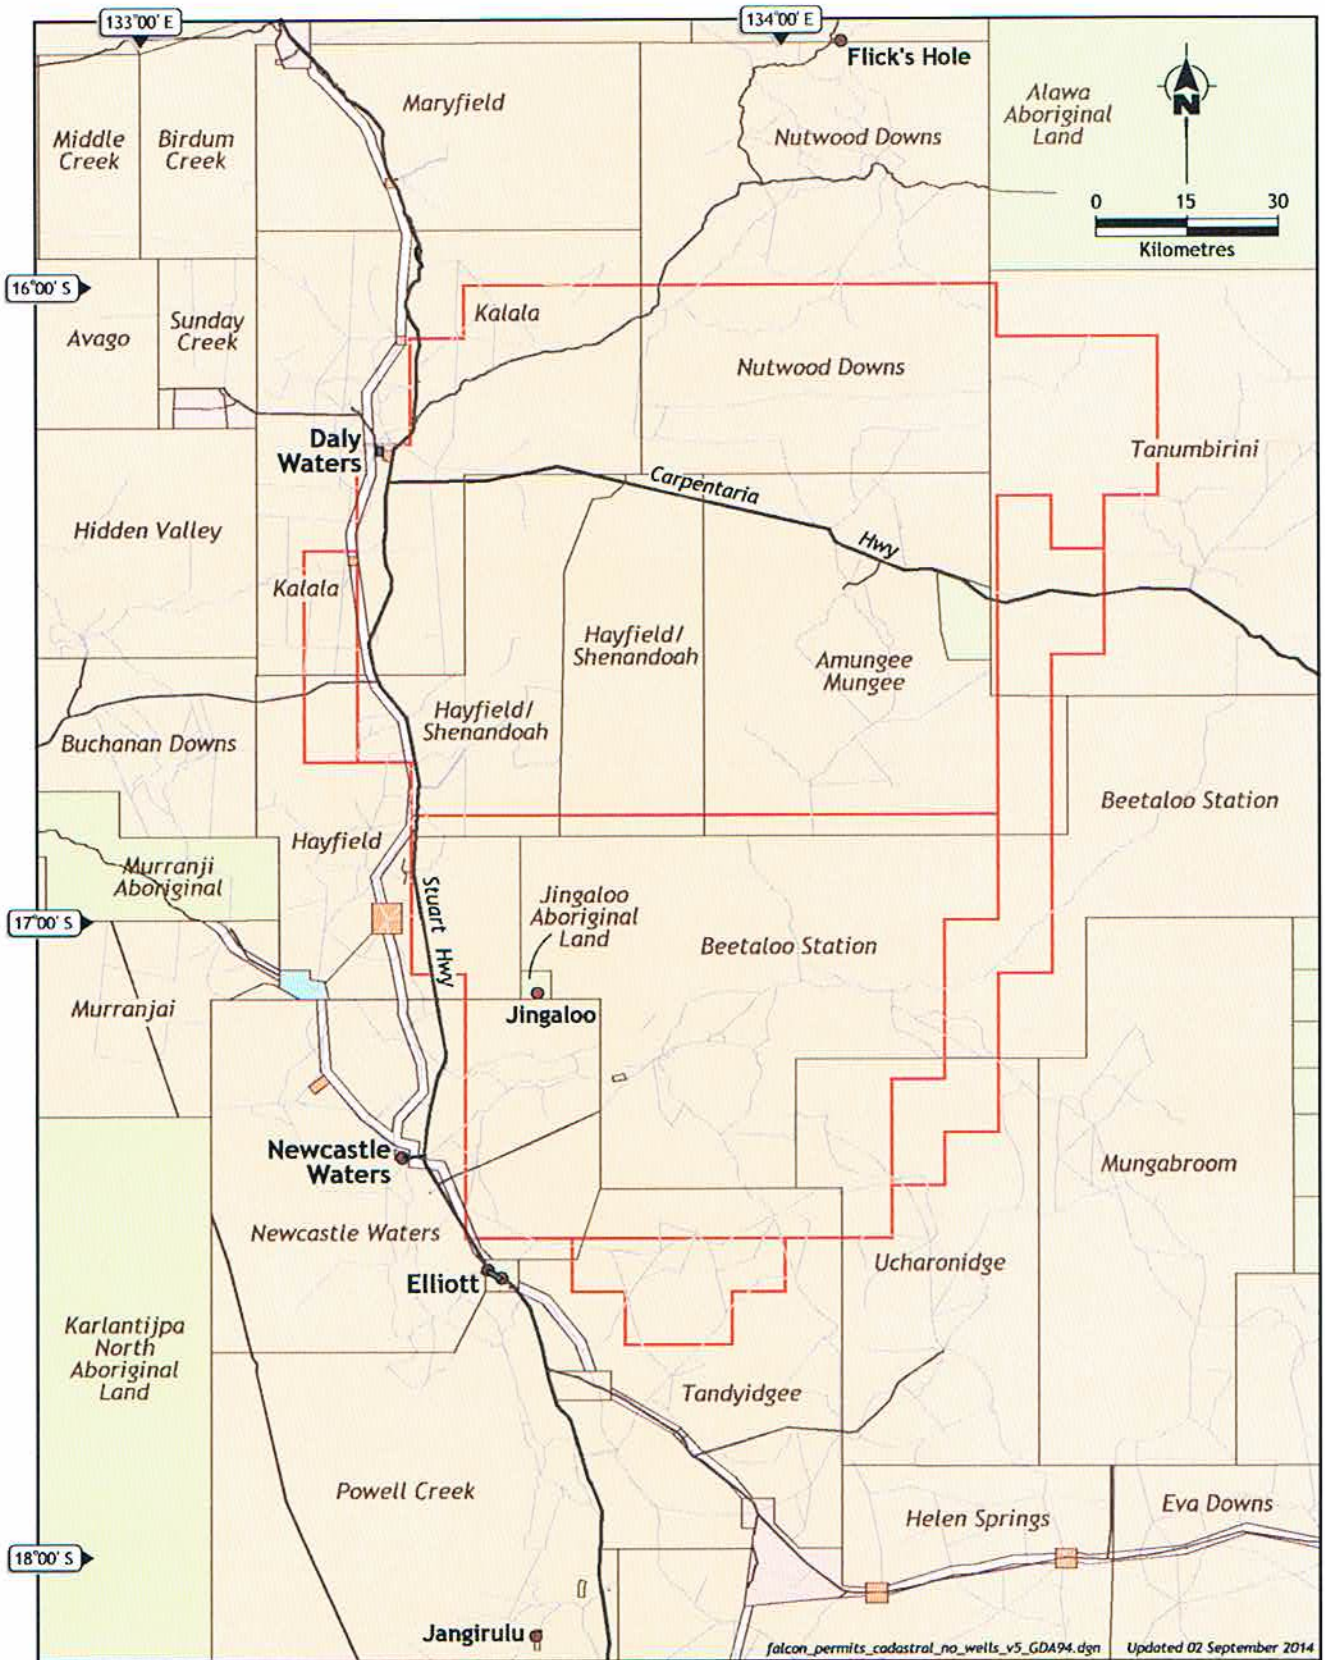 133°00' E
134°00' E
Flick's Hole
Maryfield
Alawa
Aboriginal
Land
N
Middle
Creek
Birdum
Creek
Nutwood Downs
0 15 30
Kilometres
16°00' S
Kalala
Sunday
Creek
Avago
Nutwood Downs
Daly
Waters
Tanumbirini
Carpentaria
Hwy
Hidden Valley
Kalala
Hayfield/
Shenandoah
Amungee
Mungee
Hayfield/
Shenandoah
Buchanan Downs
Beetaloo Station
Hayfield
Murranji
Aboriginal
Stuart Hwy
Jingaloo
Aboriginal
Land
17°00' S
Beetaloo Station
Murranjai
Jingaloo
Newcastle
Waters
Mungabroom
Newcastle Waters
Ucharonidge
Elliott
Karlantijpa
North
Aboriginal
Land
Tandyidgee
Powell Creek
Helen Springs
Eva Downs
18°00' S
Jangirulu
falcon_permits_cadastral_no_wells_v5_GDA94.dgn Updated 02 September 2014